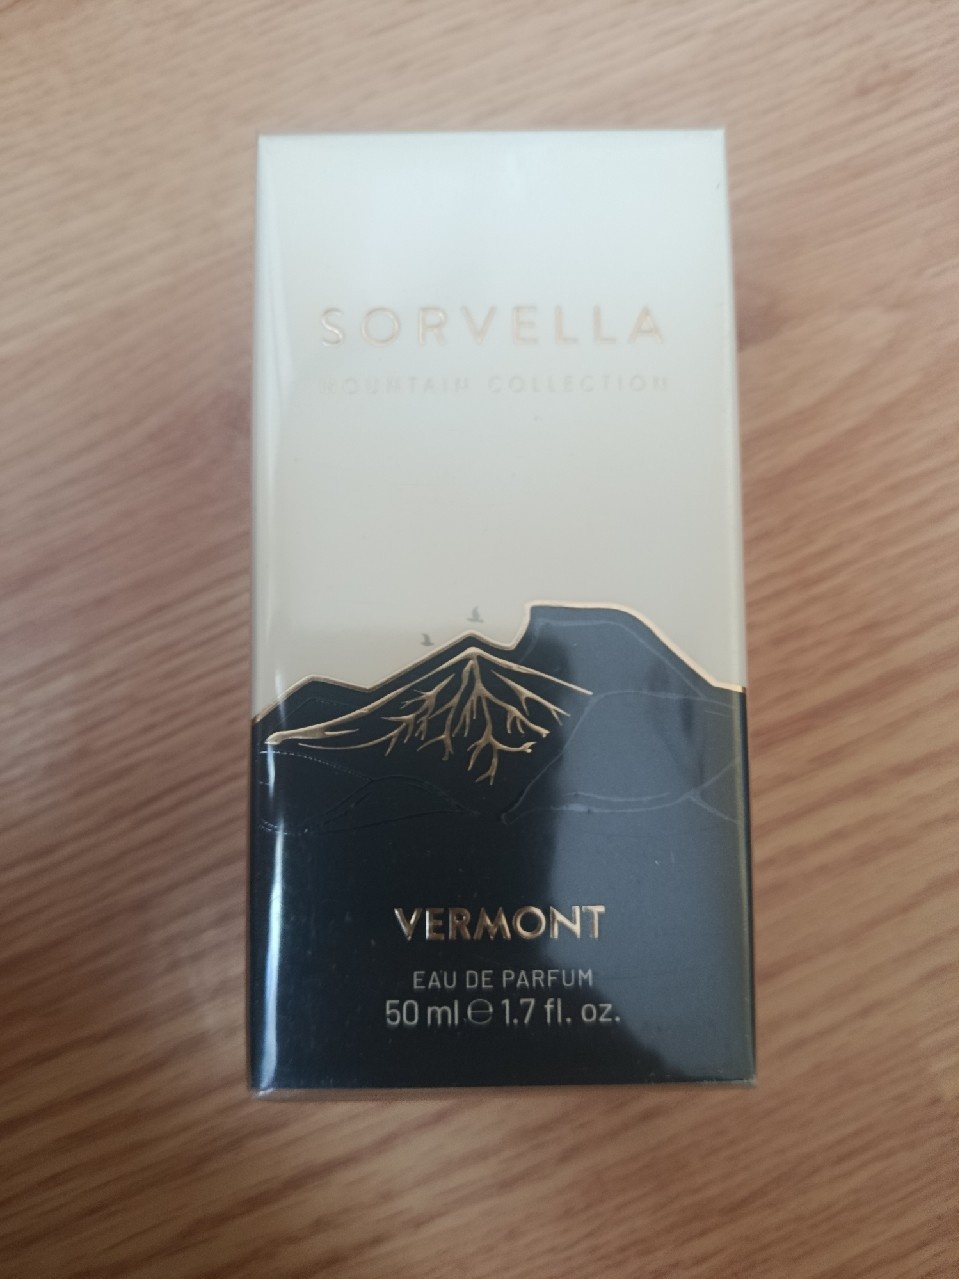 SORVELLA
MOUNTAIN COLLECTION
VERMONT
EAU DE PARFUM
50 ml ℮ 1.7 fl. oz.